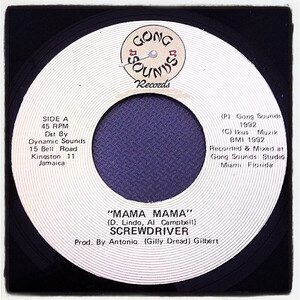 GONG
SOUNDS
Records
SIDE A
45 RPM
Dist By
Dynamic Sounds
15 Bell Road
Kingston 11
Jamaica
(P) Gong Sounds
1992
(C) Ikus Muzik
BMI 1992
Recorded & Mixed at
Gong Sounds Studio
Miami Florida
"MAMA MAMA"
(D. Lindo, Al Campbell)
SCREWDRIVER
Prod. By Antonio (Gilly Dread) Gilbert